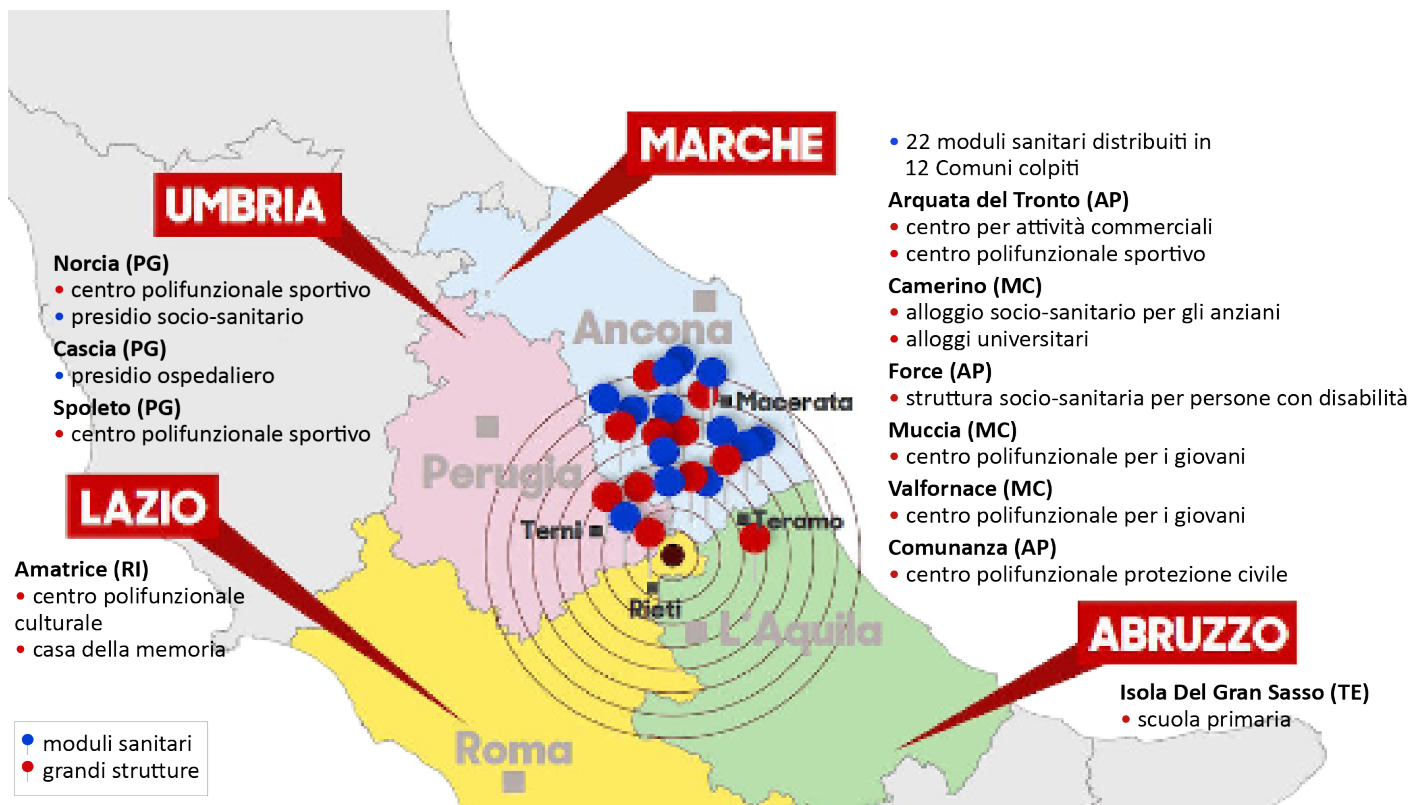 MARCHE
UMBRIA
Norcia (PG)
• centro polifunzionale sportivo
• presidio socio-sanitario
Cascia (PG)
• presidio ospedaliero
Spoleto (PG)
• centro polifunzionale sportivo
LAZIO
Amatrice (RI)
• centro polifunzionale
culturale
• casa della memoria
moduli sanitari
grandi strutture
Ancona
Macerata
Perugia
Terni
Teramo
Rieti
L'Aquila
Roma
• 22 moduli sanitari distribuiti in
12 Comuni colpiti
Arquata del Tronto (AP)
• centro per attività commerciali
• centro polifunzionale sportivo
Camerino (MC)
• alloggio socio-sanitario per gli anziani
• alloggi universitari
Force (AP)
• struttura socio-sanitaria per persone con disabilità
Muccia (MC)
• centro polifunzionale per i giovani
Valfornace (MC)
• centro polifunzionale per i giovani
Comunanza (AP)
• centro polifunzionale protezione civile
ABRUZZO
Isola Del Gran Sasso (TE)
• scuola primaria